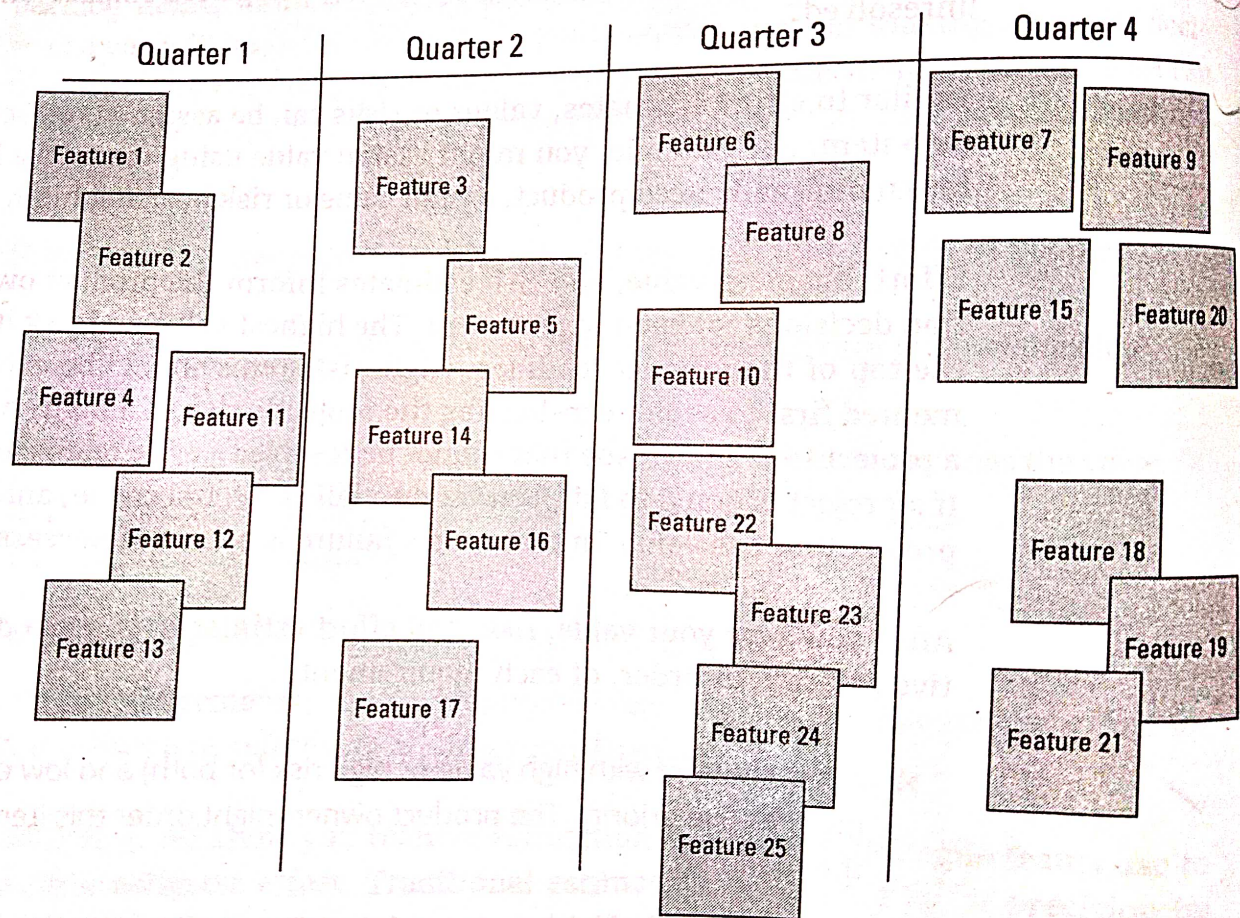 Quarter 1
Quarter 2
Quarter 3
Quarter 4
Feature 1
Feature 2
Feature 4
Feature 11
Feature 12
Feature 13
Feature 3
Feature 5
Feature 14
Feature 16
Feature 17
Feature 6
Feature 8
Feature 10
Feature 22
Feature 23
Feature 24
Feature 25
Feature 7
Feature 9
Feature 15
Feature 20
Feature 18
Feature 19
Feature 21